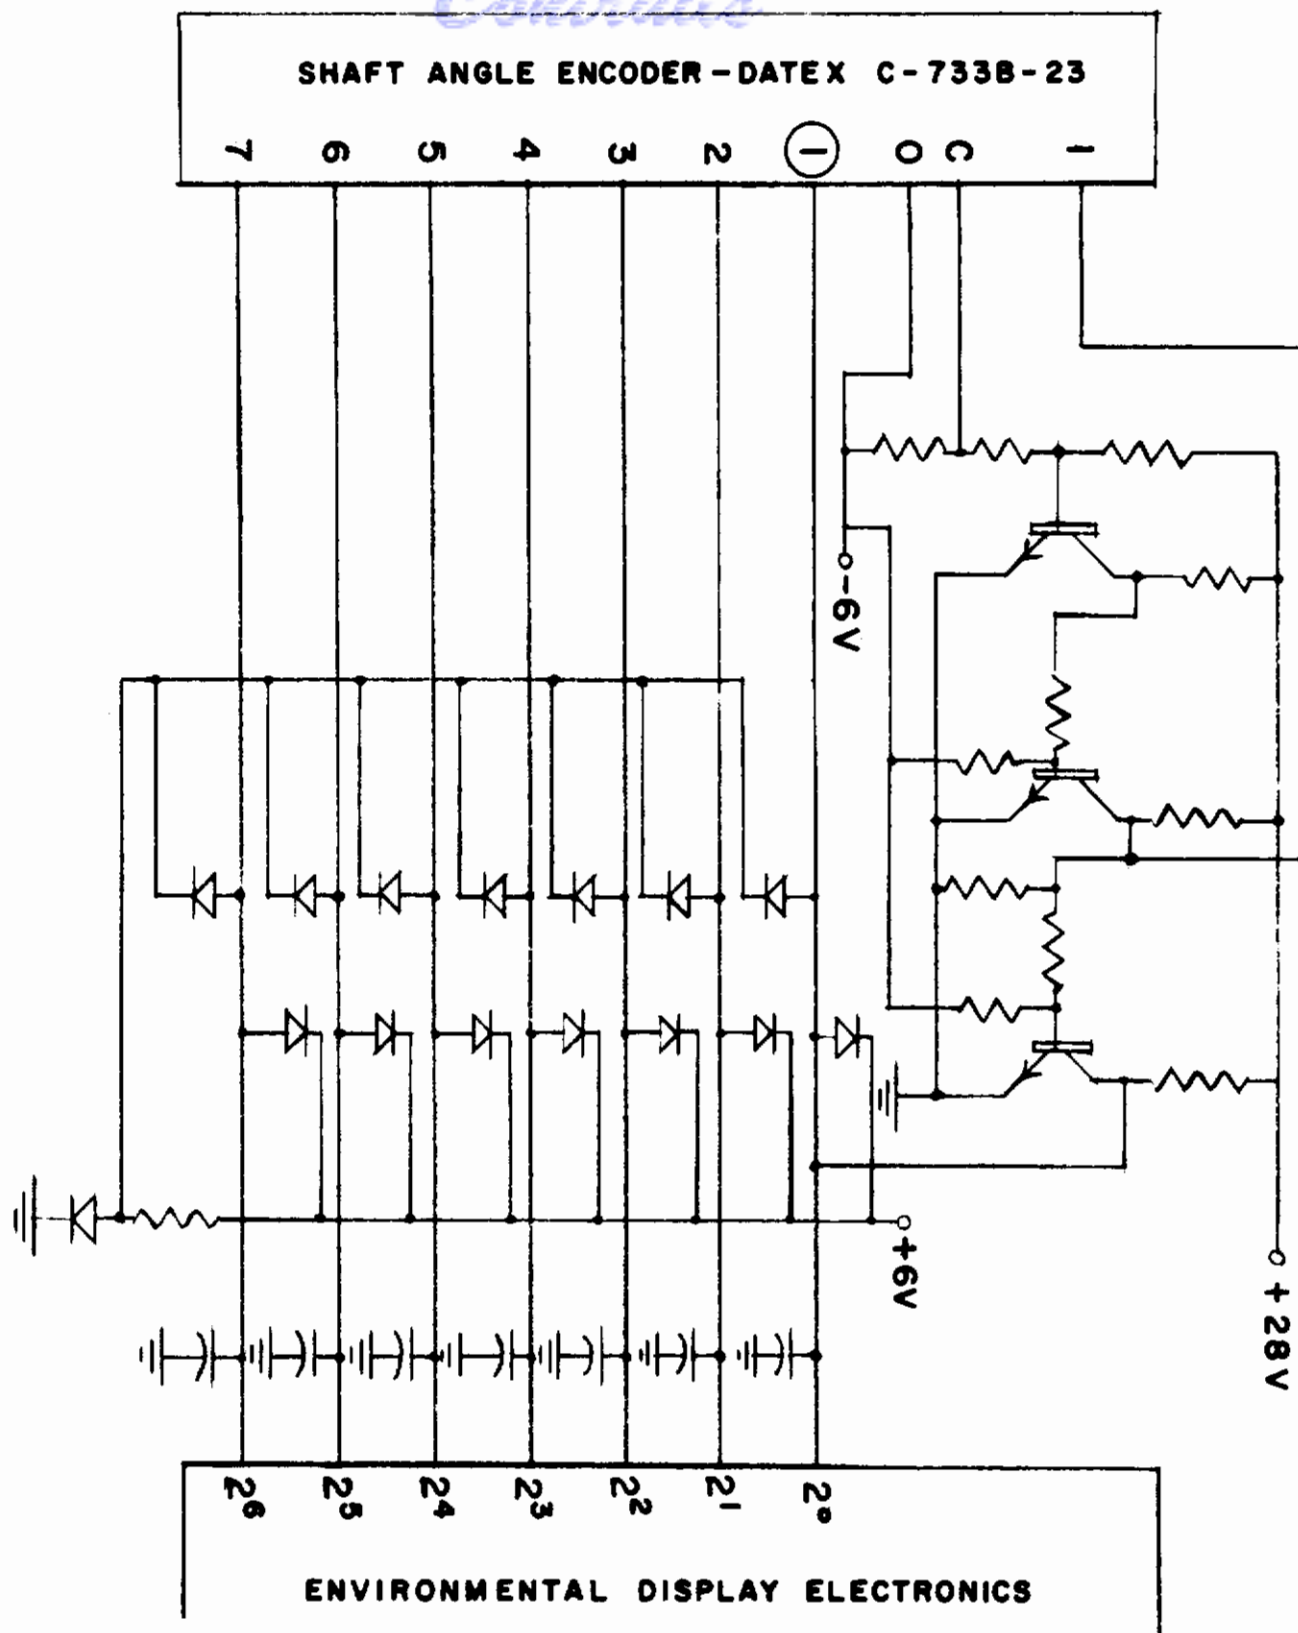 SHAFT ANGLE ENCODER-DATEX C-733B-23
7 6 5 4 3 2 1 0 C 1
-6V
+6V
+28V
2⁶ 2⁵ 2⁴ 2³ 2² 2¹ 2⁰
ENVIRONMENTAL DISPLAY ELECTRONICS